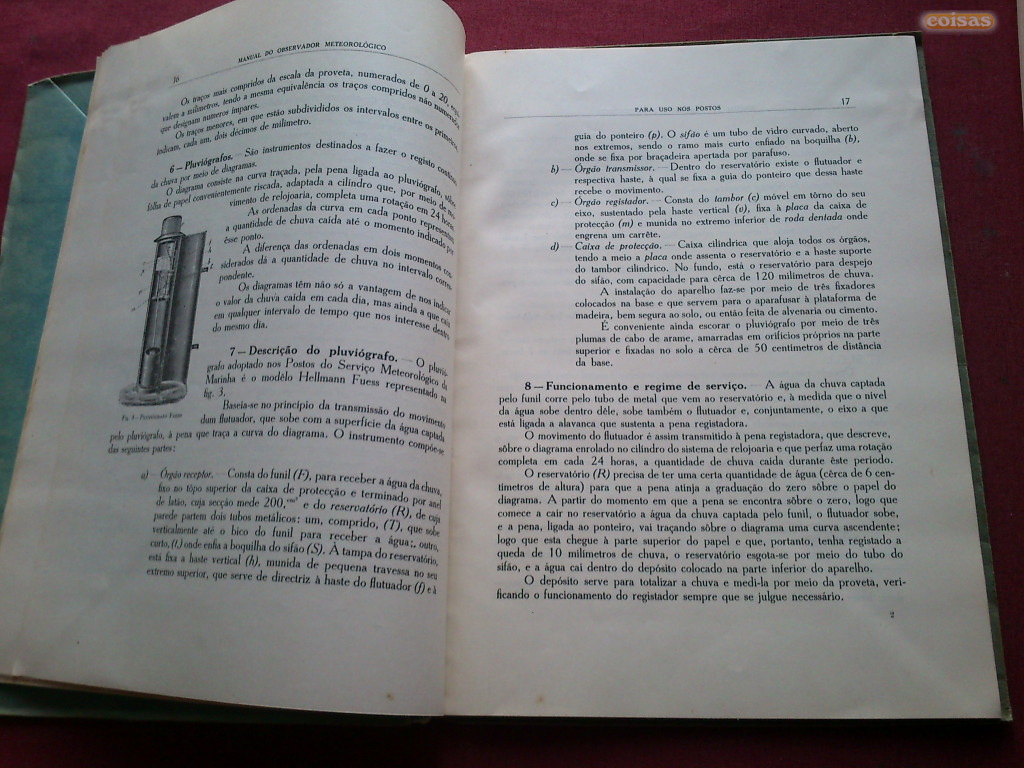 coisas
16
MANUAL DO OBSERVADOR METEOROLÓGICO
Os traços mais compridos da escala da proveta, numerados de 0 a 20,
valem a milímetros, tendo a mesma equivalência os traços compridos não numerados
que designam números ímpares.
Os traços menores, em que estão subdivididos os intervalos entre os primeiros,
indicam, cada um, dois décimos de milímetro.
6 — Pluviógrafos. — São instrumentos destinados a fazer o registo contínuo
da chuva por meio de diagramas.
O diagrama consiste na curva traçada, pela pena ligada ao pluviógrafo, sôbre
fôlha de papel convenientemente riscada, adaptada a cilindro que, por meio de mo-
vimento de relojoaria, completa uma rotação em 24 horas
As ordenadas da curva em cada ponto representam
a quantidade de chuva caída até o momento indicado por
êsse ponto.
A diferença das ordenadas em dois momentos con-
siderados dá a quantidade de chuva no intervalo corres-
pondente.
Os diagramas têm não só a vantagem de nos indicar
o valor da chuva caída em cada dia, mas ainda a que caiu
em qualquer intervalo de tempo que nos interesse dentro
do mesmo dia.
7 — Descrição do pluviógrafo. — O pluvió-
grafo adoptado nos Postos do Serviço Meteorológico da
Marinha é o modêlo Hellmann Fuess representado na
fig. 3.
Fig. 3
Baseia-se no princípio da transmissão do movimento
dum flutuador, que sobe com a superfície da água captada
pelo pluviógrafo, à pena que traça a curva do diagrama. O instrumento compõe-se
das seguintes partes:
a) — Órgão receptor. — Consta do funil (F), para receber a água da chuva,
fixo no tôpo superior da caixa de protecção e terminado por anel
de latão, cuja secção mede 200,cm² e do reservatório (R), de cuja
parede partem dois tubos metálicos: um, comprido, (T), que sobe
verticalmente até o bico do funil para receber a água; outro,
curto, (t,) onde enfia a boquilha do sifão (S). À tampa do reservatório,
está fixa a haste vertical (h), munida de pequena travessa no seu
extremo superior, que serve de directriz à haste do flutuador (f) e à
PARA USO NOS POSTOS
17
guia do ponteiro (p). O sifão é um tubo de vidro curvado, aberto
nos extremos, sendo o ramo mais curto enfiado na boquilha (b),
onde se fixa por braçadeira apertada por parafuso.
b) — Órgão transmissor. — Dentro do reservatório existe o flutuador e
respectiva haste, à qual se fixa a guia do ponteiro que dessa haste
recebe o movimento.
c) — Órgão registador. — Consta do tambor (c) móvel em tôrno do seu
eixo, sustentado pela haste vertical (v), fixa à placa da caixa de
protecção (m) e munida no extremo inferior de roda dentada onde
engrena um carrête.
d) — Caixa de protecção. — Caixa cilíndrica que aloja todos os órgãos,
tendo a meio a placa onde assenta o reservatório e a haste suporte
do tambor cilíndrico. No fundo, está o reservatório para despejo
do sifão, com capacidade para cêrca de 120 milímetros de chuva.
A instalação do aparelho faz-se por meio de três fixadores
colocados na base e que servem para o aparafusar à plataforma de
madeira, bem segura ao solo, ou então feita de alvenaria ou cimento.
É conveniente ainda escorar o pluviógrafo por meio de três
plumas de cabo de arame, amarradas em orifícios próprios na parte
superior e fixadas no solo a cêrca de 50 centímetros de distância
da base.
8 — Funcionamento e regime de serviço. — A água da chuva captada
pelo funil corre pelo tubo de metal que vem ao reservatório e, à medida que o nível
da água sobe dentro dêle, sobe também o flutuador e, conjuntamente, o eixo a que
está ligada a alavanca que sustenta a pena registadora.
O movimento do flutuador é assim transmitido à pena registadora, que descreve,
sôbre o diagrama enrolado no cilindro do sistema de relojoaria e que perfaz uma rotação
completa em cada 24 horas, a quantidade de chuva caída durante êste período.
O reservatório (R) precisa de ter uma certa quantidade de água (cêrca de 6 cen-
tímetros de altura) para que a pena atinja a graduação do zero sôbre o papel do
diagrama. A partir do momento em que a pena se encontra sôbre o zero, logo que
comece a cair no reservatório a água captada pelo funil, o flutuador sobe,
e a pena, ligada ao ponteiro, vai traçando sôbre o diagrama uma curva ascendente;
logo que esta chegue à parte superior do papel e que, portanto, tenha registado a
queda de 10 milímetros de chuva, o reservatório esgota-se por meio do tubo do
sifão, e a água cai dentro do depósito colocado na parte inferior do aparelho.
O depósito serve para totalizar a chuva e medi-la por meio da proveta, veri-
ficando o funcionamento do registador sempre que se julgue necessário.
2